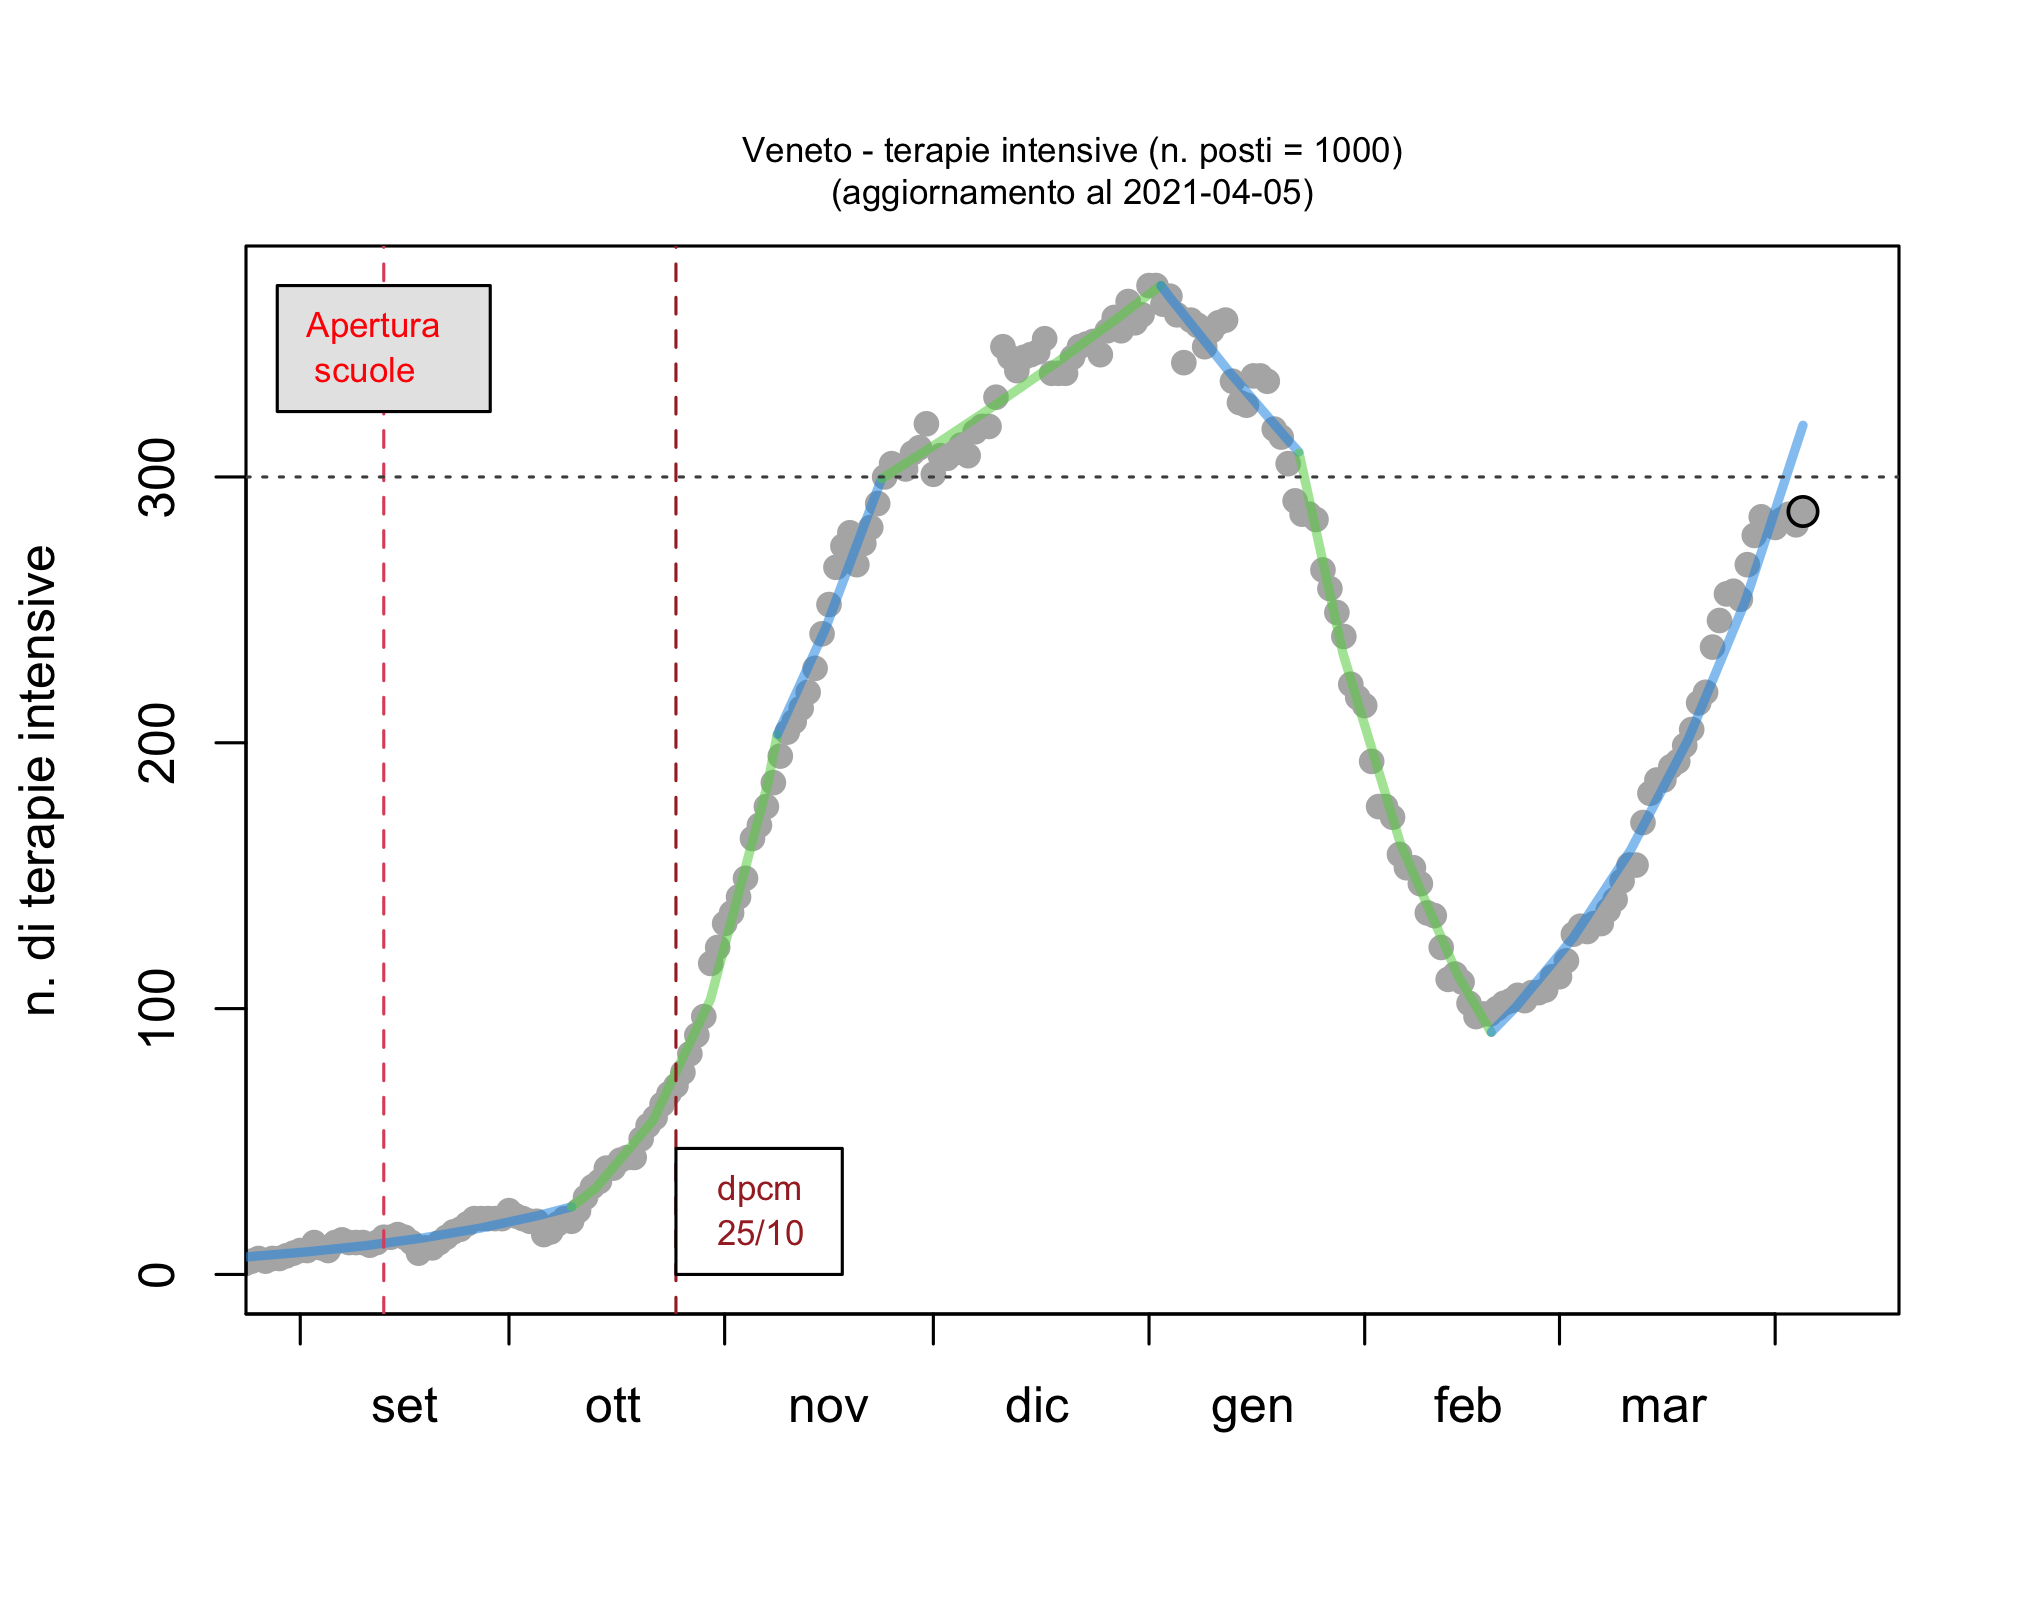 Veneto - terapie intensive (n. posti = 1000)
(aggiornamento al 2021-04-05)
Apertura
scuole
n. di terapie intensive
300
200
100
0
dpcm
25/10
set ott nov dic gen feb mar